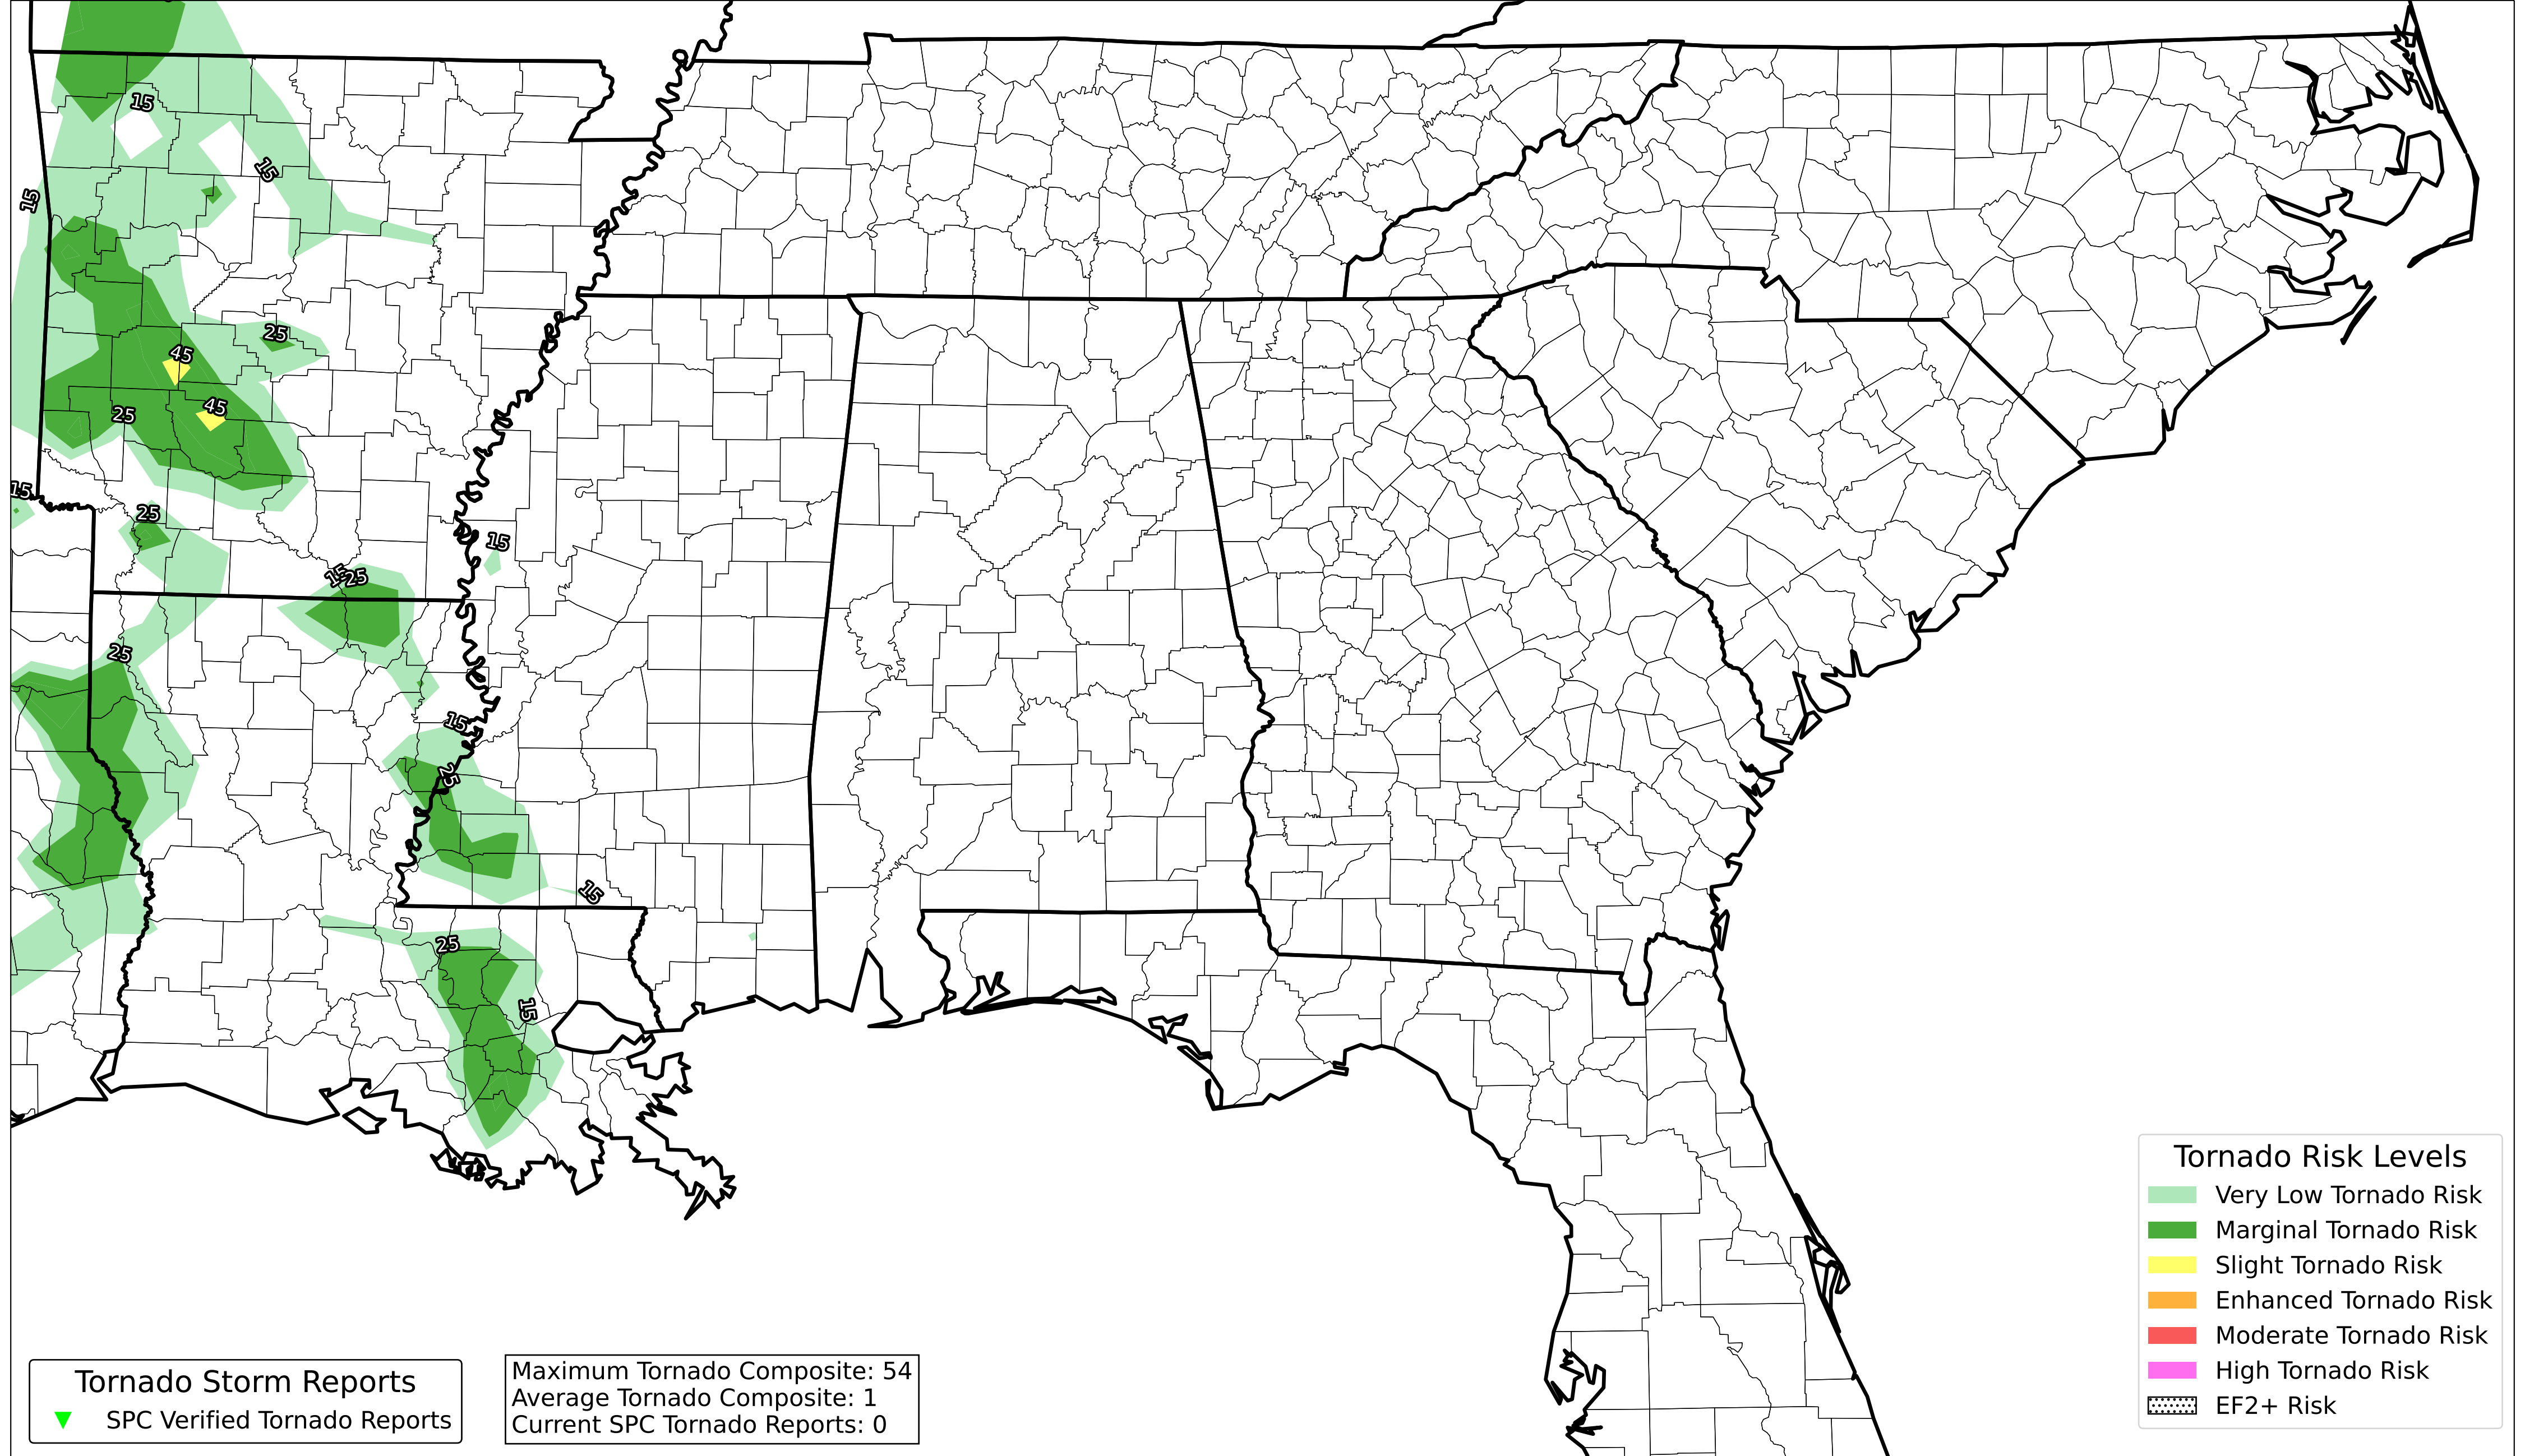 15
15
15
25
45
45
25
15
25
15
15
25
25
15
25
15
25
15
Tornado Storm Reports
SPC Verified Tornado Reports
Maximum Tornado Composite: 54
Average Tornado Composite: 1
Current SPC Tornado Reports: 0
Tornado Risk Levels
Very Low Tornado Risk
Marginal Tornado Risk
Slight Tornado Risk
Enhanced Tornado Risk
Moderate Tornado Risk
High Tornado Risk
EF2+ Risk